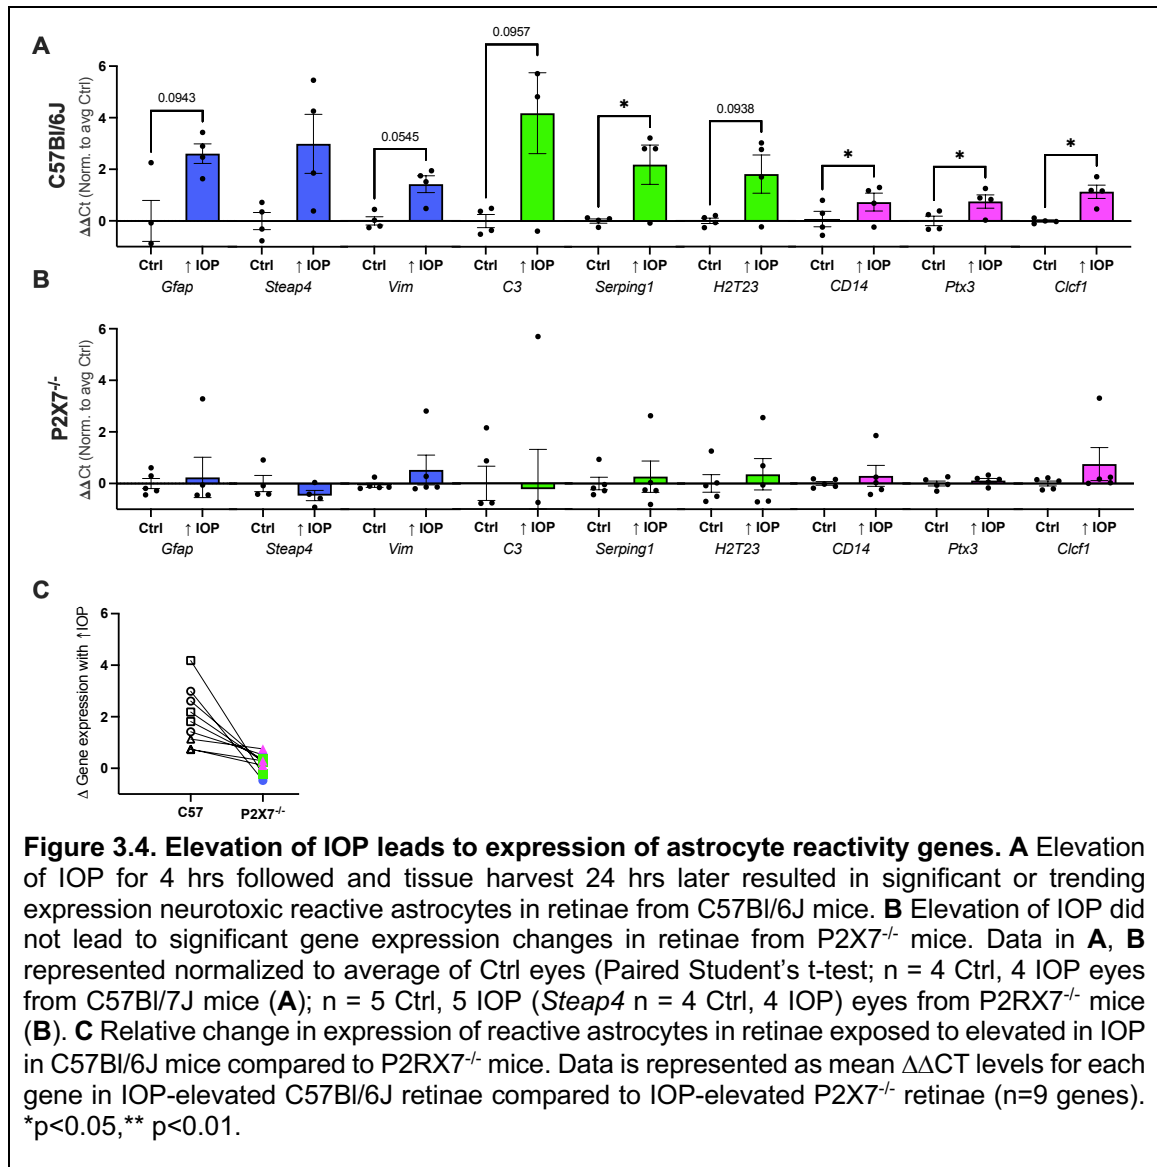 A
C57Bl/6J
ΔΔCt (Norm. to avg Ctrl)
6
4
2
0
0.0943
0.0545
0.0957
*
0.0938
*
*
*
Ctrl ↑ IOP Ctrl ↑ IOP Ctrl ↑ IOP Ctrl ↑ IOP Ctrl ↑ IOP Ctrl ↑ IOP Ctrl ↑ IOP Ctrl ↑ IOP Ctrl ↑ IOP
Gfap Steap4 Vim C3 Serping1 H2T23 CD14 Ptx3 Clcf1
B
P2X7-/-
ΔΔCt (Norm. to avg Ctrl)
6
4
2
0
Ctrl ↑ IOP Ctrl ↑ IOP Ctrl ↑ IOP Ctrl ↑ IOP Ctrl ↑ IOP Ctrl ↑ IOP Ctrl ↑ IOP Ctrl ↑ IOP Ctrl ↑ IOP
Gfap Steap4 Vim C3 Serping1 H2T23 CD14 Ptx3 Clcf1
C
Δ Gene expression with ↑IOP
6
4
2
0
C57 P2X7-/-
Figure 3.4. Elevation of IOP leads to expression of astrocyte reactivity genes. A Elevation
of IOP for 4 hrs followed and tissue harvest 24 hrs later resulted in significant or trending
expression neurotoxic reactive astrocytes in retinae from C57Bl/6J mice. B Elevation of IOP did
not lead to significant gene expression changes in retinae from P2X7-/- mice. Data in A, B
represented normalized to average of Ctrl eyes (Paired Student’s t-test; n = 4 Ctrl, 4 IOP eyes
from C57Bl/7J mice (A); n = 5 Ctrl, 5 IOP (Steap4 n = 4 Ctrl, 4 IOP) eyes from P2RX7-/- mice
(B). C Relative change in expression of reactive astrocytes in retinae exposed to elevated in IOP
in C57Bl/6J mice compared to P2RX7-/- mice. Data is represented as mean ΔΔCT levels for each
gene in IOP-elevated C57Bl/6J retinae compared to IOP-elevated P2X7-/- retinae (n=9 genes).
*p<0.05,** p<0.01.